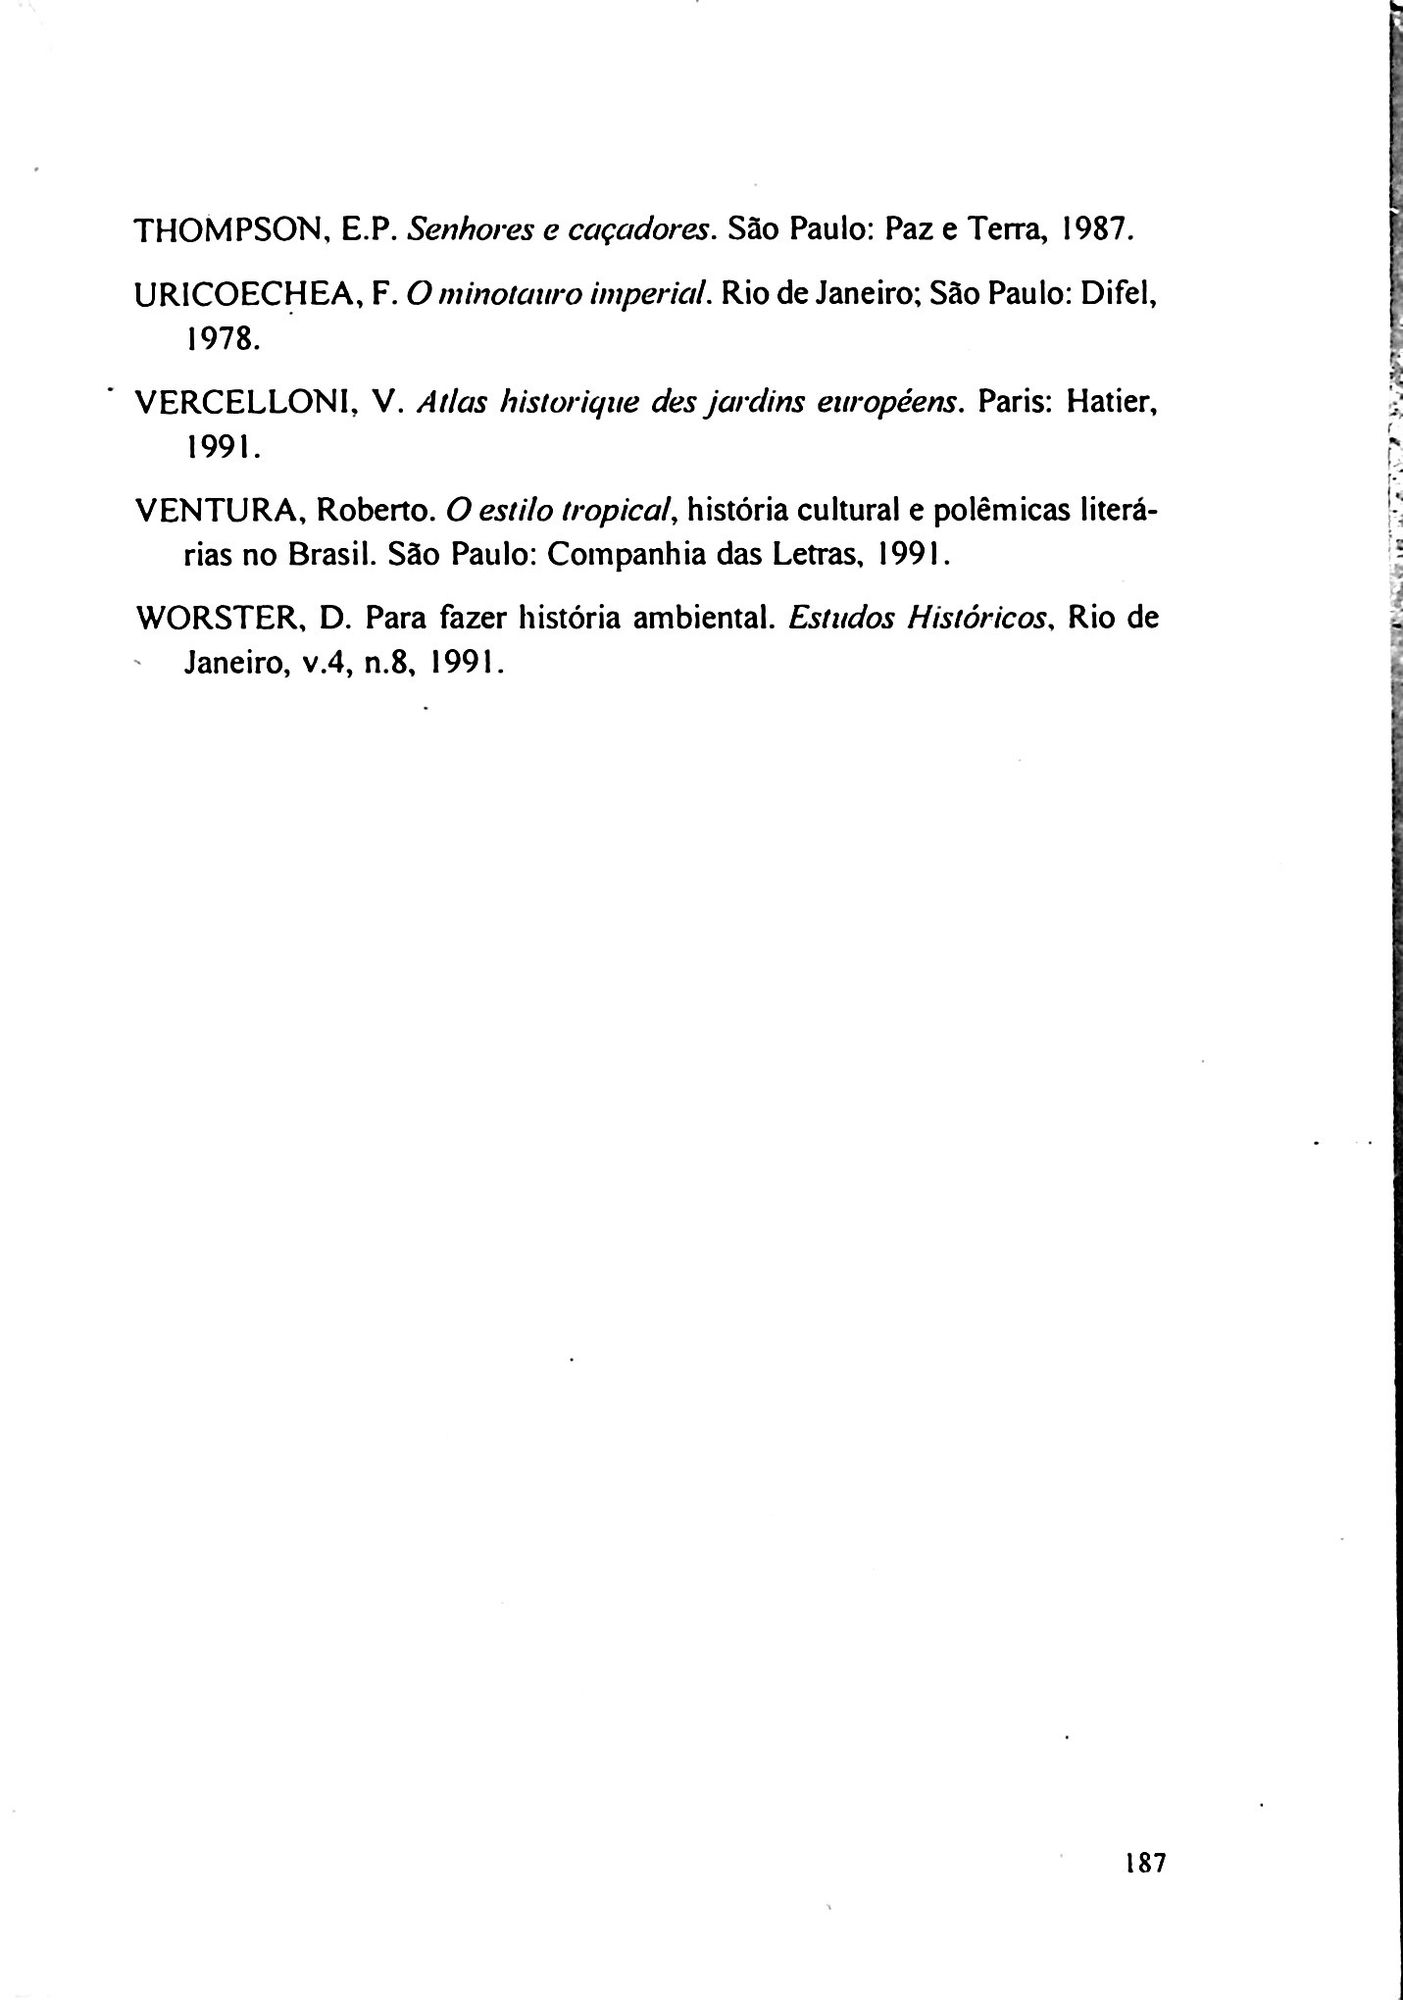 THOMPSON, E.P. Senhores e caçadores. São Paulo: Paz e Terra, 1987.
URICOECHEA, F. O minotauro imperial. Rio de Janeiro; São Paulo: Difel,
1978.
VERCELLONI, V. Atlas historique des jardins européens. Paris: Hatier,
1991.
VENTURA, Roberto. O estilo tropical, história cultural e polêmicas literá-
rias no Brasil. São Paulo: Companhia das Letras, 1991.
WORSTER, D. Para fazer história ambiental. Estudos Históricos, Rio de
Janeiro, v.4, n.8, 1991.
187